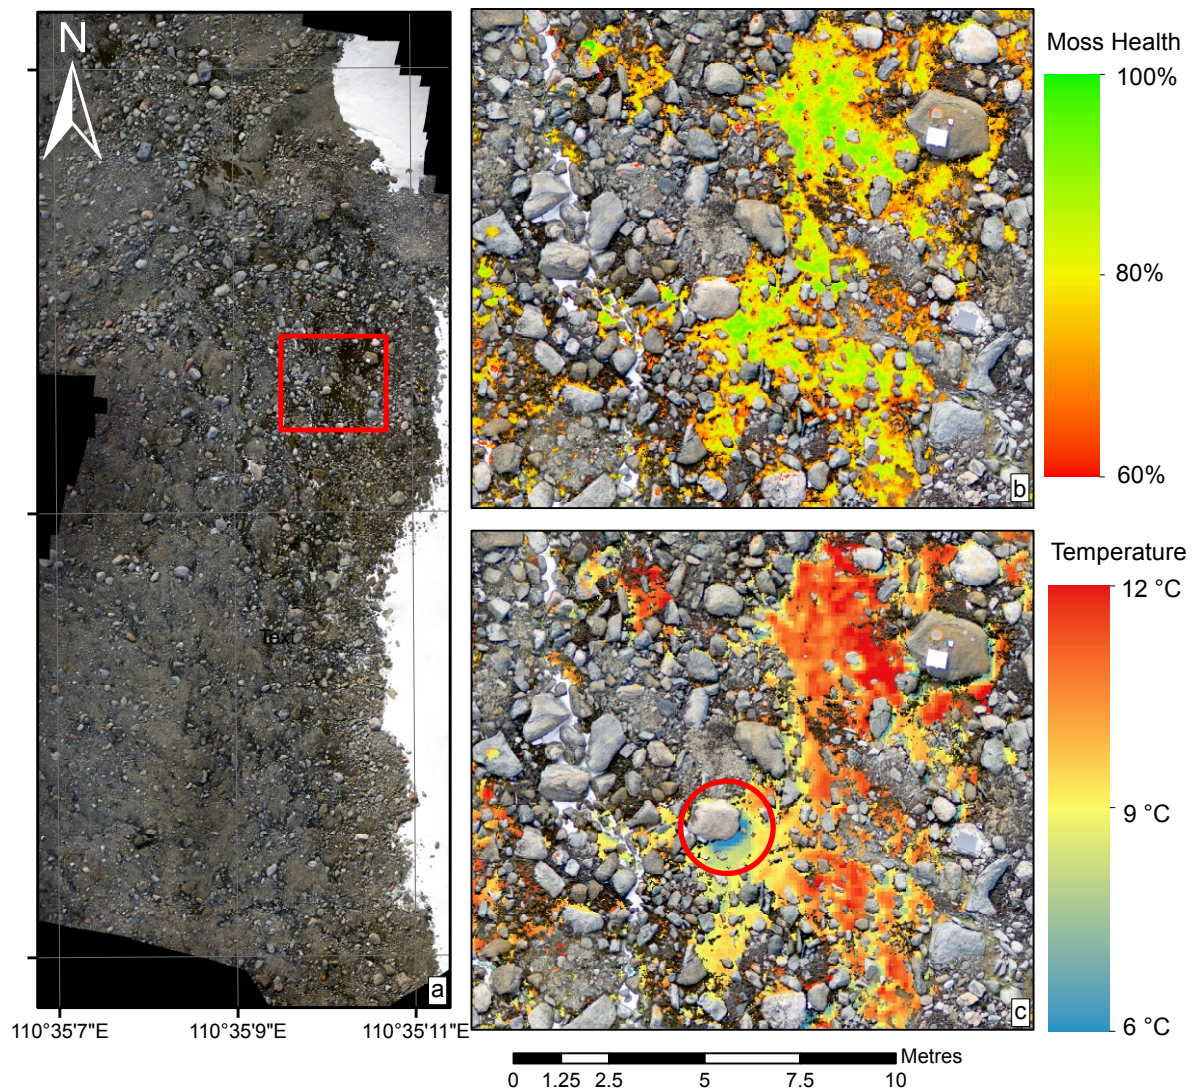 N
Text
a
110°35'7"E
110°35'9"E
110°35'11"E
b
Moss Health
100%
80%
60%
c
Temperature
12 °C
9 °C
6 °C
Metres
0 1.25 2.5 5 7.5 10